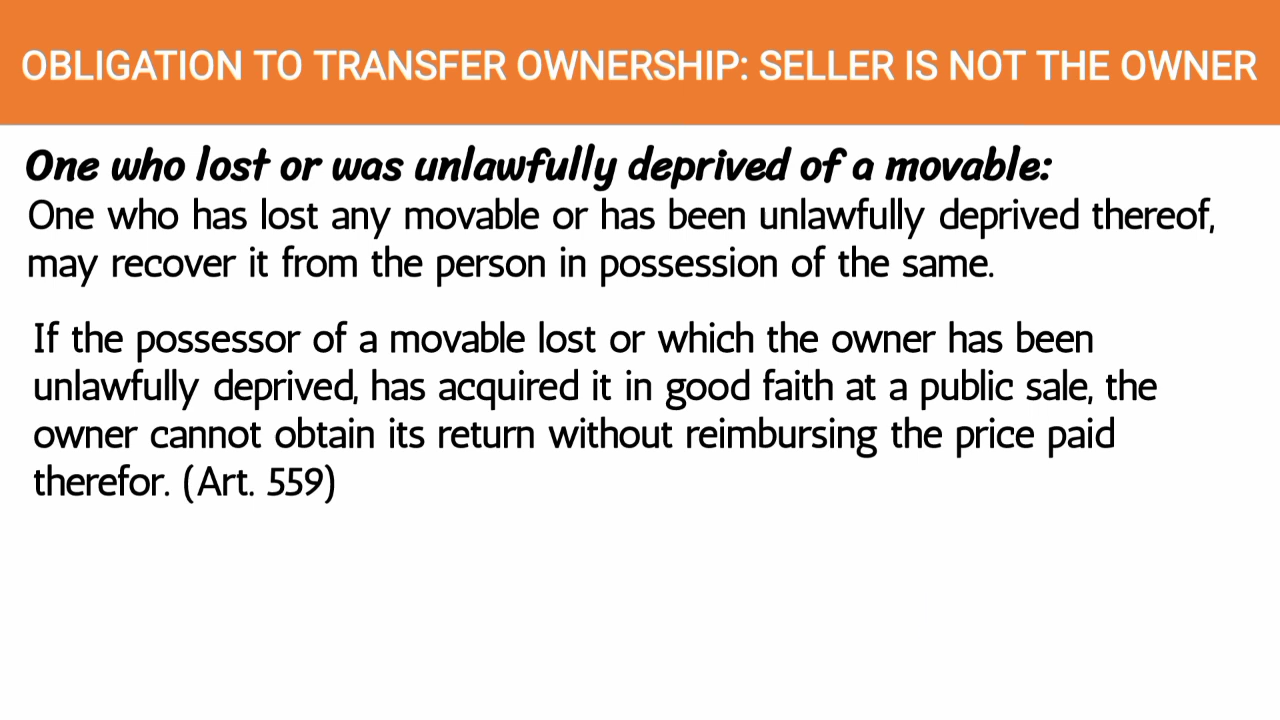 OBLIGATION TO TRANSFER OWNERSHIP: SELLER IS NOT THE OWNER
One who lost or was unlawfully deprived of a movable:
One who has lost any movable or has been unlawfully deprived thereof,
may recover it from the person in possession of the same.
If the possessor of a movable lost or which the owner has been
unlawfully deprived, has acquired it in good faith at a public sale, the
owner cannot obtain its return without reimbursing the price paid
therefor. (Art. 559)